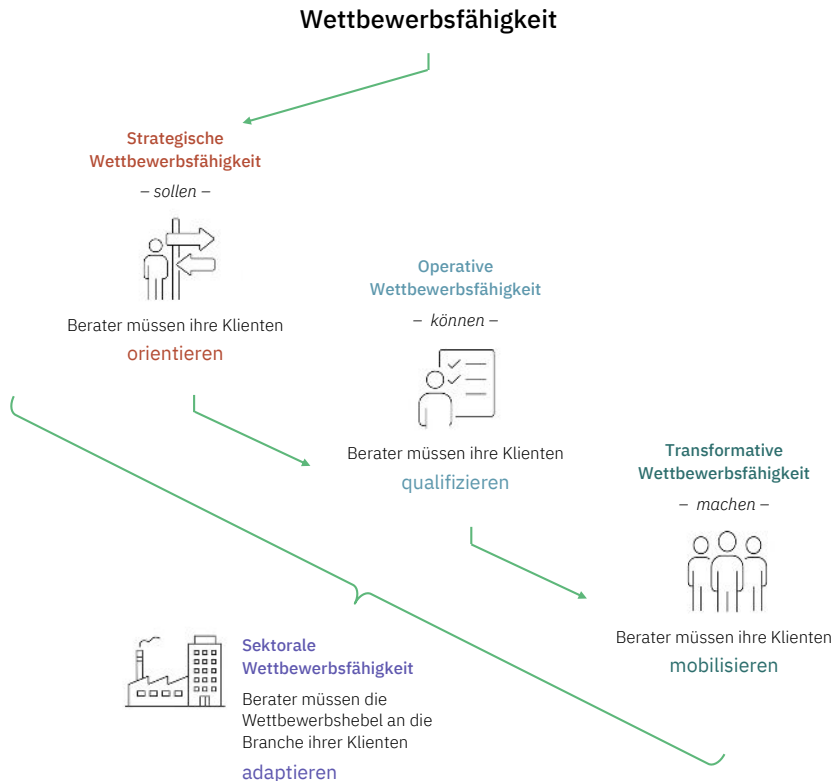 Wettbewerbsfähigkeit
Strategische
Wettbewerbsfähigkeit
– sollen –
Berater müssen ihre Klienten
orientieren
Operative
Wettbewerbsfähigkeit
– können –
Berater müssen ihre Klienten
qualifizieren
Transformative
Wettbewerbsfähigkeit
– machen –
Berater müssen ihre Klienten
mobilisieren
Sektorale
Wettbewerbsfähigkeit
Berater müssen die
Wettbewerbshebel an die
Branche ihrer Klienten
adaptieren